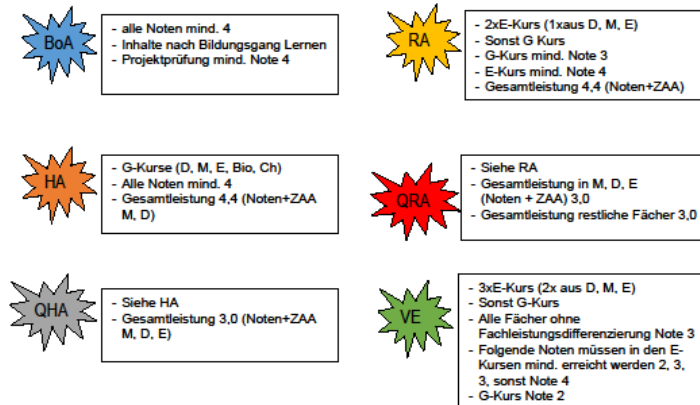 BoA
- alle Noten mind. 4
- Inhalte nach Bildungsgang Lernen
- Projektprüfung mind. Note 4
RA
- 2xE-Kurs (1xaus D, M, E)
- Sonst G Kurs
- G-Kurs mind. Note 3
- E-Kurs mind. Note 4
- Gesamtleistung 4,4 (Noten+ZAA)
HA
- G-Kurse (D, M, E, Bio, Ch)
- Alle Noten mind. 4
- Gesamtleistung 4,4 (Noten+ZAA
M, D)
QRA
- Siehe RA
- Gesamtleistung in M, D, E
(Noten + ZAA) 3,0
- Gesamtleistung restliche Fächer 3,0
QHA
- Siehe HA
- Gesamtleistung 3,0 (Noten+ZAA
M, D, E)
VE
- 3xE-Kurs (2x aus D, M, E)
- Sonst G-Kurs
- Alle Fächer ohne
Fachleistungsdifferenzierung Note 3
- Folgende Noten müssen in den E-
Kursen mind. erreicht werden 2, 3,
3, sonst Note 4
- G-Kurs Note 2